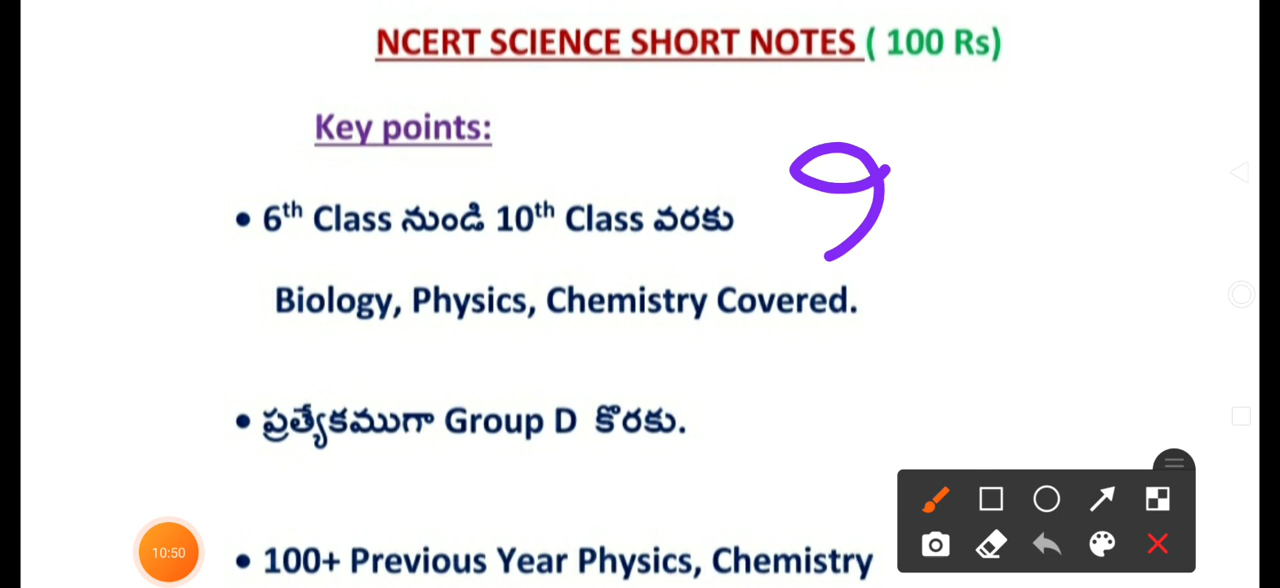 NCERT SCIENCE SHORT NOTES ( 100 Rs)
Key points:
• 6th Class నుండి 10th Class వరకు
Biology, Physics, Chemistry Covered.
• ప్రత్యేకముగా Group D కొరకు.
• 100+ Previous Year Physics, Chemistry
10:50